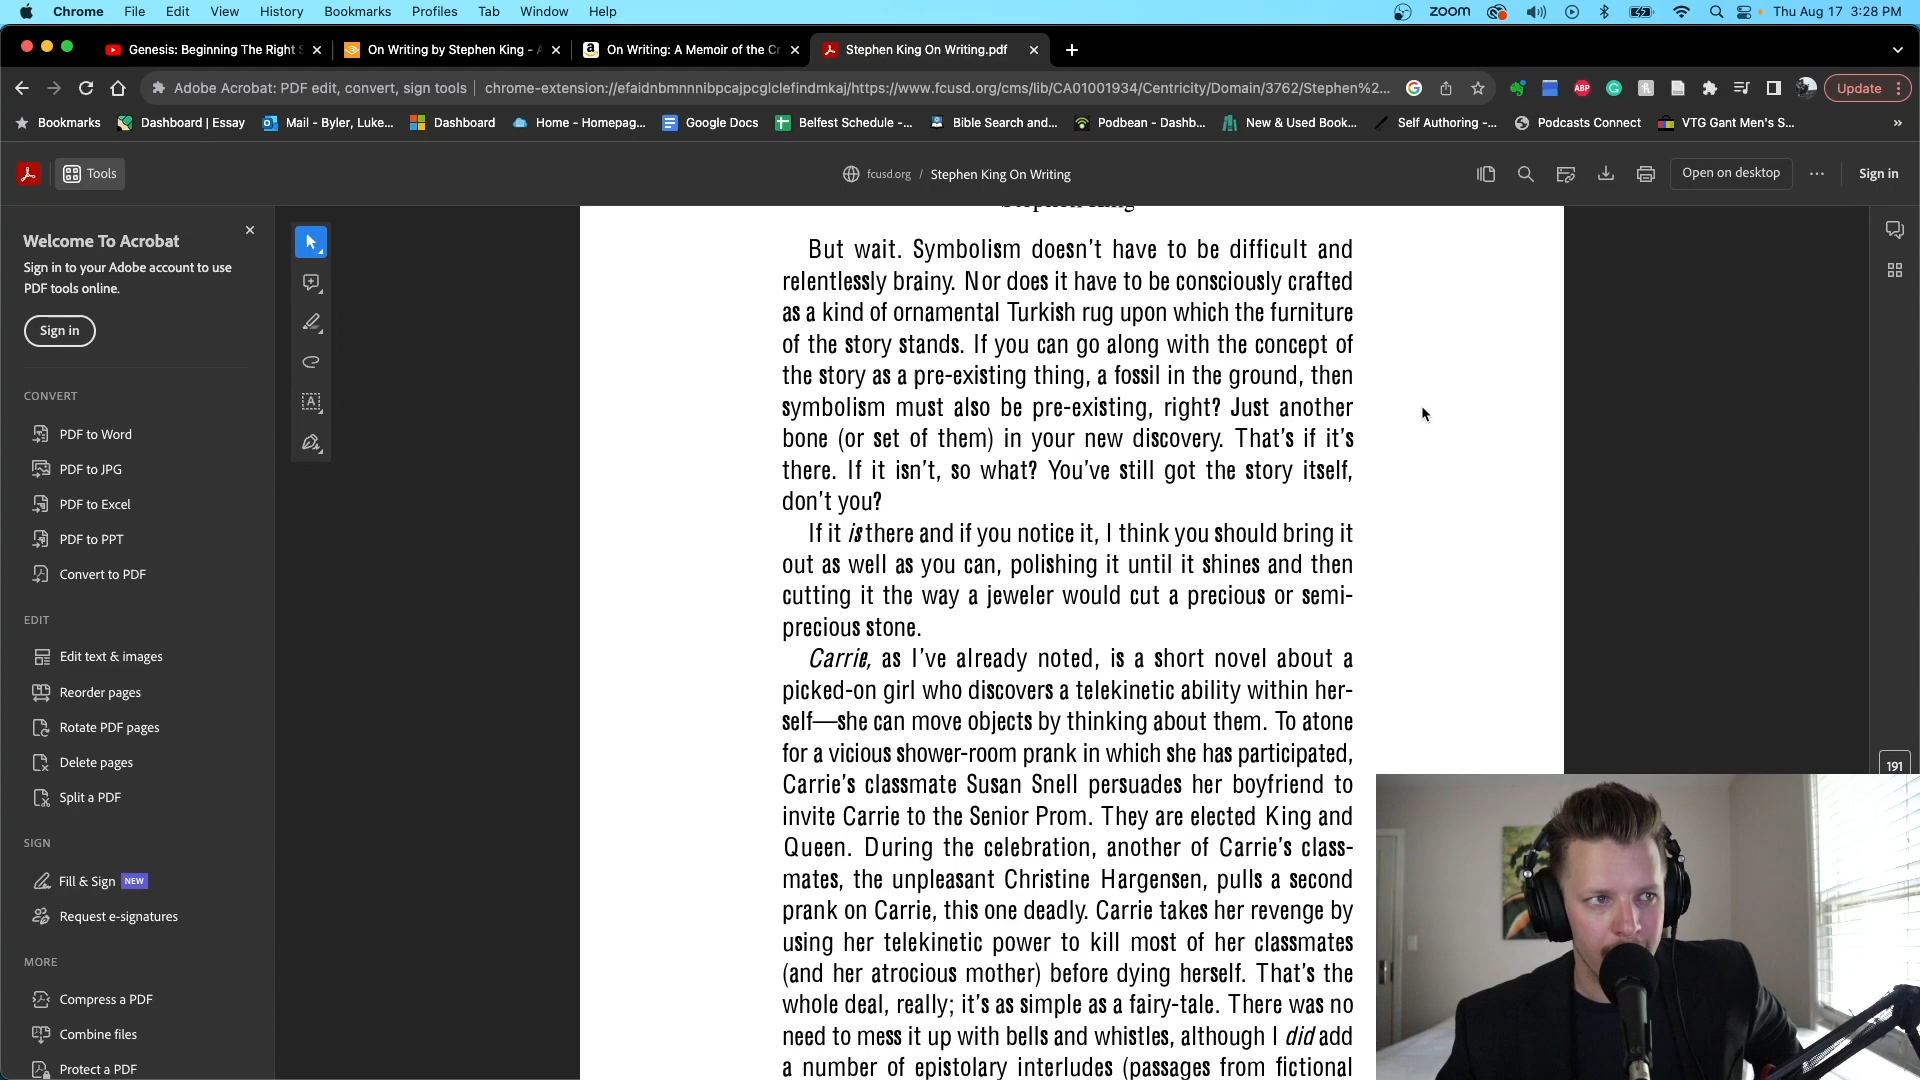 Chrome File Edit View History Bookmarks Profiles Tab Window Help zoom Thu Aug 17 3:28 PM
Genesis: Beginning The Right S
On Writing by Stephen King - A
On Writing: A Memoir of the Cr
Stephen King On Writing.pdf
Adobe Acrobat: PDF edit, convert, sign tools | chrome-extension://efaidnbmnnnibpcajpcglclefindmkaj/https://www.fcusd.org/cms/lib/CA01001934/Centricity/Domain/3762/Stephen%2... ABP Update
Bookmarks Dashboard | Essay Mail - Byler, Luke... Dashboard Home - Homepag... Google Docs Belfest Schedule -... Bible Search and... Podbean - Dashb... New & Used Book... Self Authoring -... Podcasts Connect VTG Gant Men's S... »
Tools fcusd.org / Stephen King On Writing Open on desktop Sign in
Welcome To Acrobat
Sign in to your Adobe account to use
PDF tools online.
Sign in
CONVERT
PDF to Word
PDF to JPG
PDF to Excel
PDF to PPT
Convert to PDF
EDIT
Edit text & images
Reorder pages
Rotate PDF pages
Delete pages
Split a PDF
SIGN
Fill & Sign NEW
Request e-signatures
MORE
Compress a PDF
Combine files
Protect a PDF
Stephen King
But wait. Symbolism doesn't have to be difficult and
relentlessly brainy. Nor does it have to be consciously crafted
as a kind of ornamental Turkish rug upon which the furniture
of the story stands. If you can go along with the concept of
the story as a pre-existing thing, a fossil in the ground, then
symbolism must also be pre-existing, right? Just another
bone (or set of them) in your new discovery. That's if it's
there. If it isn't, so what? You've still got the story itself,
don't you?
If it is there and if you notice it, I think you should bring it
out as well as you can, polishing it until it shines and then
cutting it the way a jeweler would cut a precious or semi-
precious stone.
Carrie, as I've already noted, is a short novel about a
picked-on girl who discovers a telekinetic ability within her-
self—she can move objects by thinking about them. To atone
for a vicious shower-room prank in which she has participated,
Carrie's classmate Susan Snell persuades her boyfriend to
invite Carrie to the Senior Prom. They are elected King and
Queen. During the celebration, another of Carrie's class-
mates, the unpleasant Christine Hargensen, pulls a second
prank on Carrie, this one deadly. Carrie takes her revenge by
using her telekinetic power to kill most of her classmates
(and her atrocious mother) before dying herself. That's the
whole deal, really; it's as simple as a fairy-tale. There was no
need to mess it up with bells and whistles, although I did add
a number of epistolary interludes (passages from fictional
191